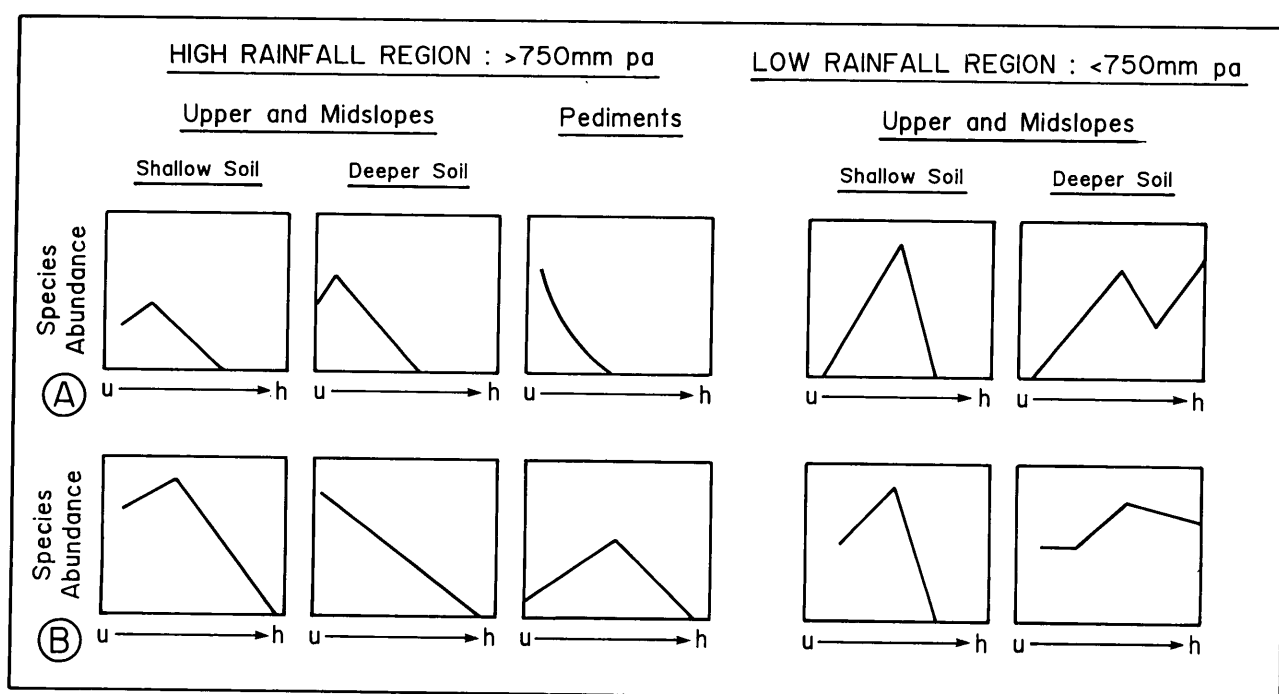 HIGH RAINFALL REGION : >750mm pa
LOW RAINFALL REGION : <750mm pa
Upper and Midslopes
Pediments
Upper and Midslopes
Shallow Soil
Deeper Soil
Shallow Soil
Deeper Soil
Species
Abundance
A
u h
u h
u h
u h
u h
Species
Abundance
B
u h
u h
u h
u h
u h